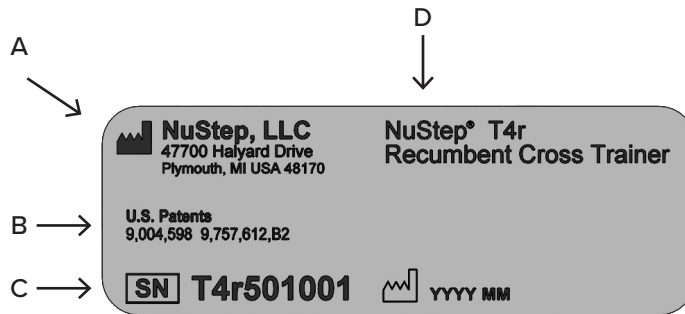 D
A
NuStep, LLC
47700 Halyard Drive
Plymouth, MI USA 48170
NuStep® T4r
Recumbent Cross Trainer
B
U.S. Patents
9,004,598 9,757,612,B2
C
SN T4r501001 YYYY MM